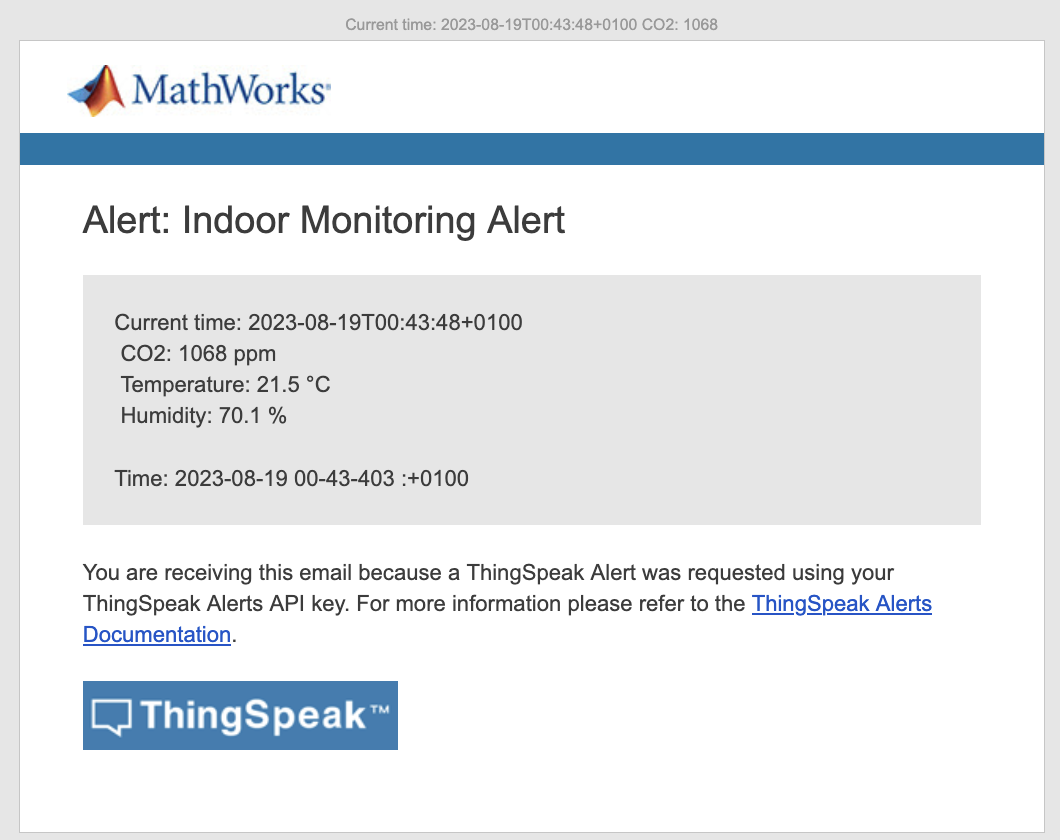 Current time: 2023-08-19T00:43:48+0100 CO2: 1068
MathWorks®
Alert: Indoor Monitoring Alert
Current time: 2023-08-19T00:43:48+0100
CO2: 1068 ppm
Temperature: 21.5 °C
Humidity: 70.1 %
Time: 2023-08-19 00-43-403 :+0100
You are receiving this email because a ThingSpeak Alert was requested using your
ThingSpeak Alerts API key. For more information please refer to the ThingSpeak Alerts
Documentation.
ThingSpeak™